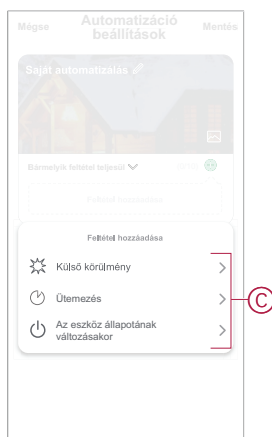 Mégse
Automatizáció
beállítások
Mentés
Saját automatizálás
Bármelyik feltétel teljesül
Feltétel hozzáadása
Feltétel hozzáadása
Külső körülmény
Ütemezés
Az eszköz állapotának
változásakor
C